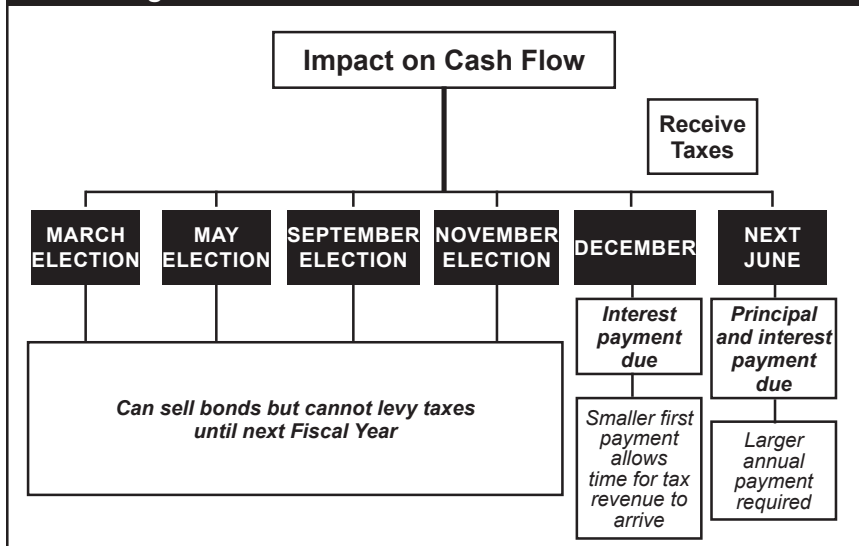 Impact on Cash Flow
Receive
Taxes
MARCH
ELECTION
MAY
ELECTION
SEPTEMBER
ELECTION
NOVEMBER
ELECTION
DECEMBER
NEXT
JUNE
Can sell bonds but cannot levy taxes
until next Fiscal Year
Interest
payment
due
Smaller first
payment
allows
time for tax
revenue to
arrive
Principal
and interest
payment
due
Larger
annual
payment
required